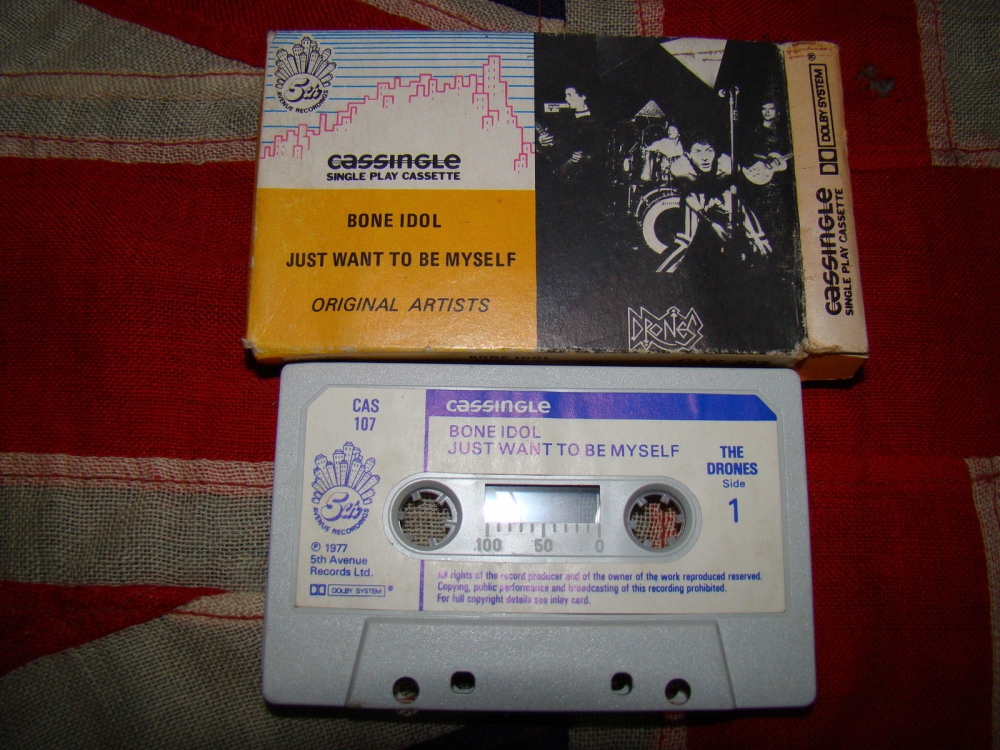 5th
AVENUE RECORDINGS
cassingle
SINGLE PLAY CASSETTE
BONE IDOL
JUST WANT TO BE MYSELF
ORIGINAL ARTISTS
DRONES
DOLBY SYSTEM ®
cassingle
SINGLE PLAY CASSETTE
BONE IDOL
CAS
107
5th
AVENUE RECORDINGS
℗ 1977
5th Avenue
Records Ltd.
DOLBY SYSTEM ®
cassingle
BONE IDOL
JUST WANT TO BE MYSELF
THE
DRONES
Side
1
100 50 0
All rights of the record producer and of the owner of the work reproduced reserved.
Copying, public performance and broadcasting of this recording prohibited.
For full copyright details see inlay card.